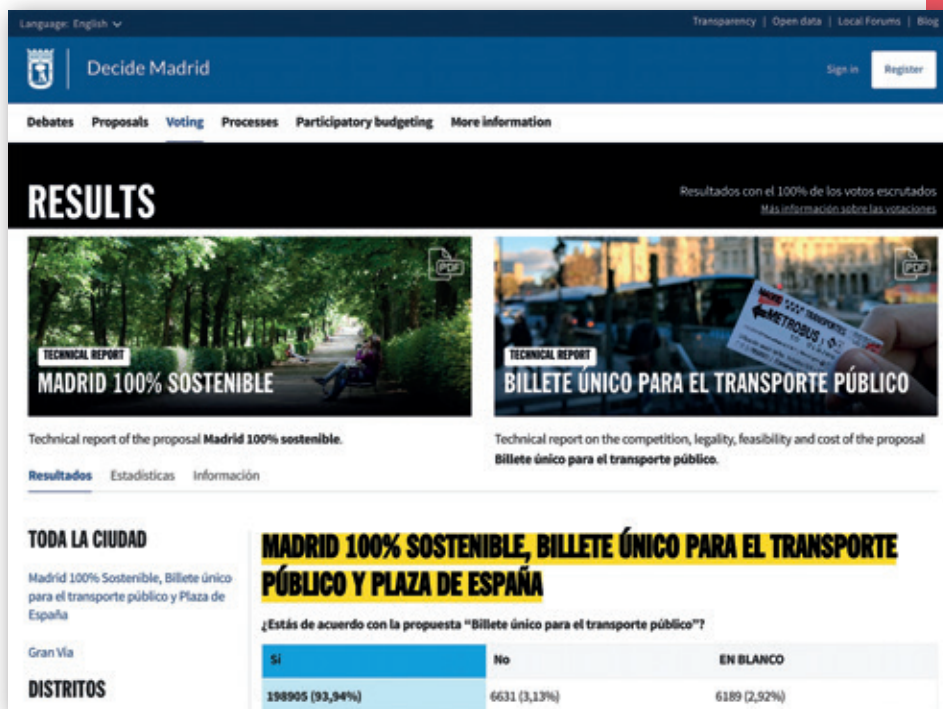 Language: English
Transparency | Open data | Local Forums | Blog
Decide Madrid
Sign in
Register
Debates Proposals Voting Processes Participatory budgeting More information
RESULTS
Resultados con el 100% de los votos escrutados
Más información sobre las votaciones
PDF
TECHNICAL REPORT
MADRID 100% SOSTENIBLE
PDF
METROBUS
TECHNICAL REPORT
BILLETE ÚNICO PARA EL TRANSPORTE PÚBLICO
Technical report of the proposal Madrid 100% sostenible.
Technical report on the competition, legality, feasibility and cost of the proposal
Billete único para el transporte público.
Resultados Estadísticas Información
TODA LA CIUDAD
Madrid 100% Sostenible, Billete único
para el transporte público y Plaza de
España
Gran Vía
DISTRITOS
MADRID 100% SOSTENIBLE, BILLETE ÚNICO PARA EL TRANSPORTE
PÚBLICO Y PLAZA DE ESPAÑA
¿Estás de acuerdo con la propuesta “Billete único para el transporte público”?
Sí No EN BLANCO
198905 (93,94%) 6631 (3,13%) 6189 (2,92%)